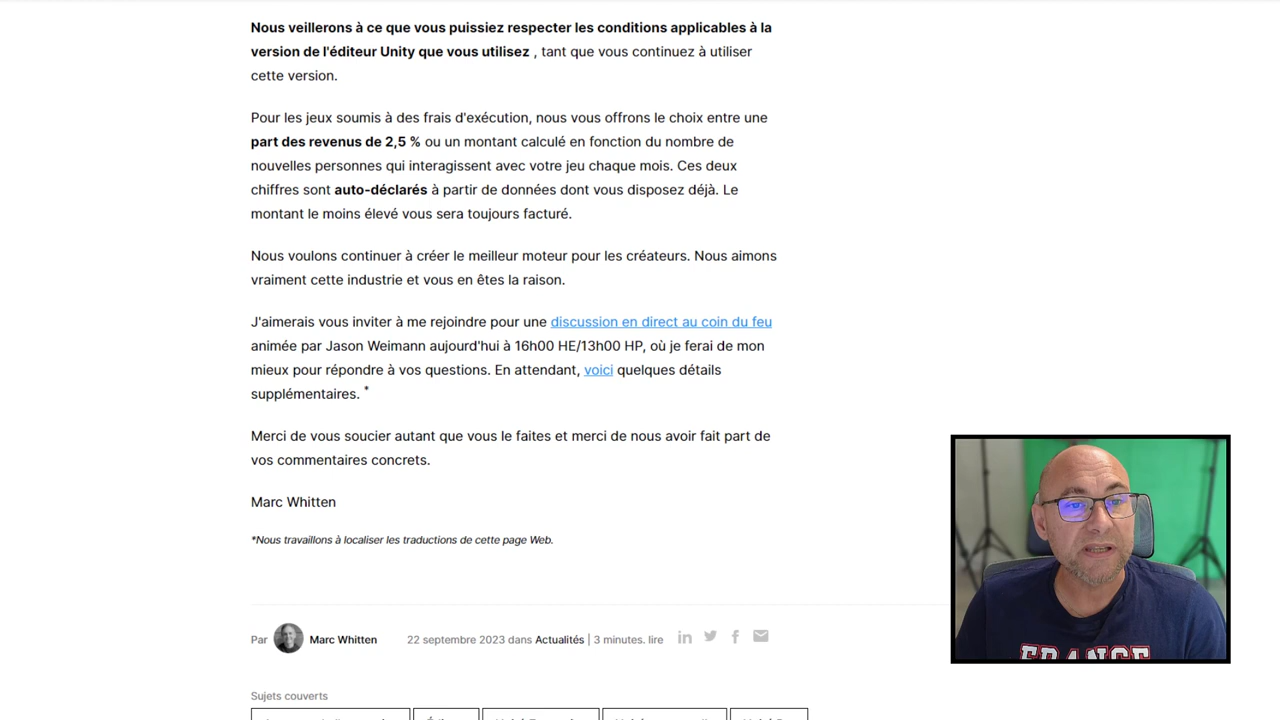 Nous veillerons à ce que vous puissiez respecter les conditions applicables à la
version de l'éditeur Unity que vous utilisez , tant que vous continuez à utiliser
cette version.
Pour les jeux soumis à des frais d'exécution, nous vous offrons le choix entre une
part des revenus de 2,5 % ou un montant calculé en fonction du nombre de
nouvelles personnes qui interagissent avec votre jeu chaque mois. Ces deux
chiffres sont auto-déclarés à partir de données dont vous disposez déjà. Le
montant le moins élevé vous sera toujours facturé.
Nous voulons continuer à créer le meilleur moteur pour les créateurs. Nous aimons
vraiment cette industrie et vous en êtes la raison.
J'aimerais vous inviter à me rejoindre pour une discussion en direct au coin du feu
animée par Jason Weimann aujourd'hui à 16h00 HE/13h00 HP, où je ferai de mon
mieux pour répondre à vos questions. En attendant, voici quelques détails
supplémentaires. *
Merci de vous soucier autant que vous le faites et merci de nous avoir fait part de
vos commentaires concrets.
Marc Whitten
*Nous travaillons à localiser les traductions de cette page Web.
Par Marc Whitten 22 septembre 2023 dans Actualités | 3 minutes. lire
Sujets couverts
FRANCE